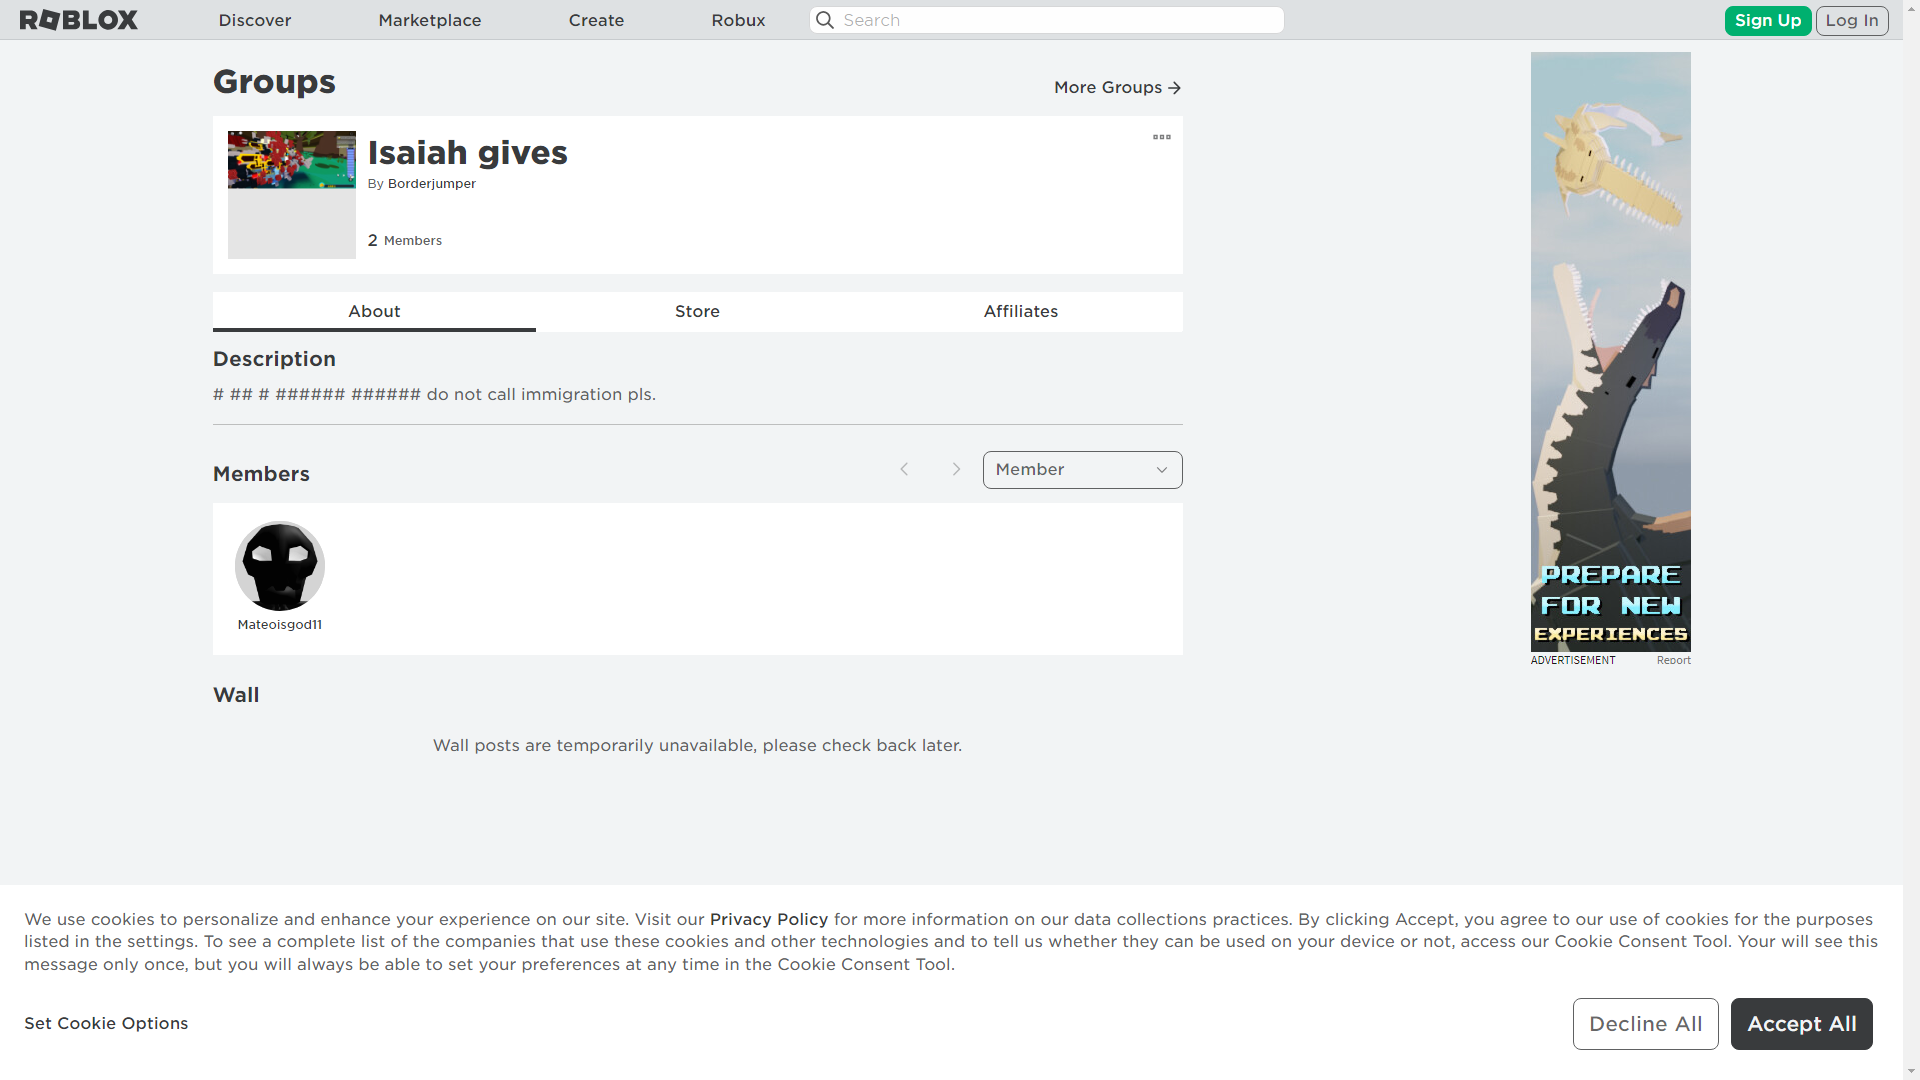 ROBLOX
Discover
Marketplace
Create
Robux
Search
Sign Up
Log In
Groups
More Groups
Isaiah gives
By Borderjumper
2 Members
About
Store
Affiliates
Description
# ## # ###### ###### do not call immigration pls.
Members
Member
Mateoisgod11
Wall
Wall posts are temporarily unavailable, please check back later.
PREPARE
FOR NEW
EXPERIENCES
ADVERTISEMENT
Report
We use cookies to personalize and enhance your experience on our site. Visit our Privacy Policy for more information on our data collections practices. By clicking Accept, you agree to our use of cookies for the purposes
listed in the settings. To see a complete list of the companies that use these cookies and other technologies and to tell us whether they can be used on your device or not, access our Cookie Consent Tool. Your will see this
message only once, but you will always be able to set your preferences at any time in the Cookie Consent Tool.
Set Cookie Options
Decline All
Accept All